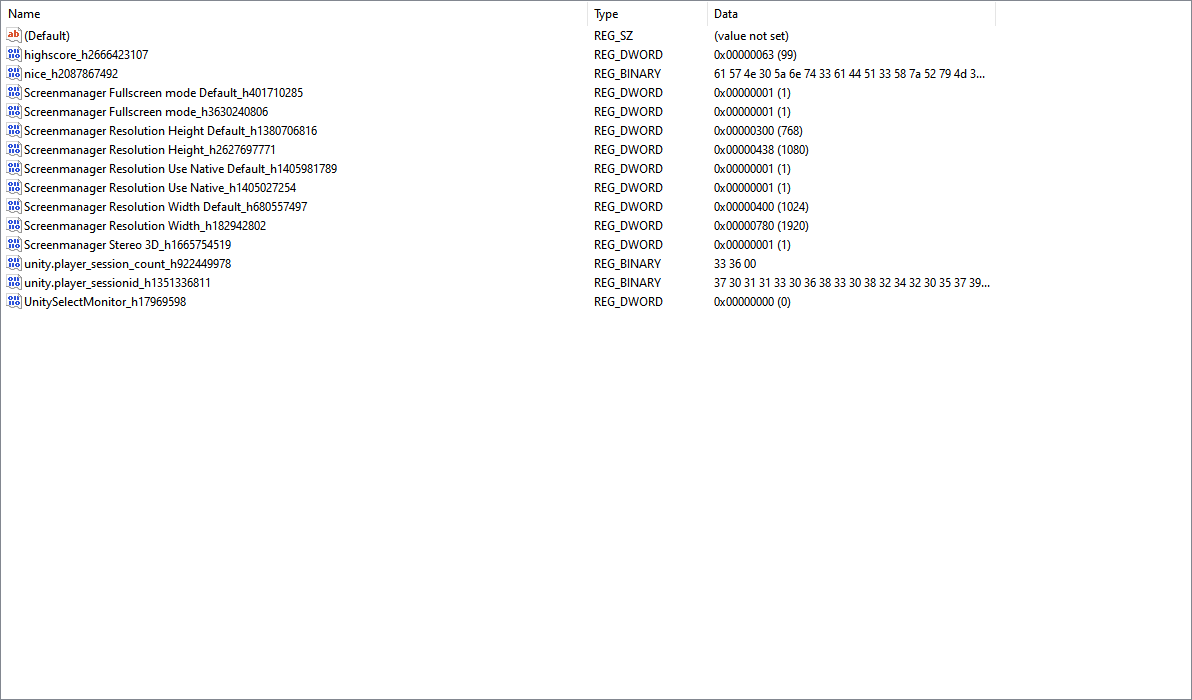 Name Type Data
(Default) REG_SZ (value not set)
highscore_h2666423107 REG_DWORD 0x00000063 (99)
nice_h2087867492 REG_BINARY 61 57 4e 30 5a 6e 74 33 61 44 51 33 58 7a 52 79 4d 3...
Screenmanager Fullscreen mode Default_h401710285 REG_DWORD 0x00000001 (1)
Screenmanager Fullscreen mode_h3630240806 REG_DWORD 0x00000001 (1)
Screenmanager Resolution Height Default_h1380706816 REG_DWORD 0x00000300 (768)
Screenmanager Resolution Height_h2627697771 REG_DWORD 0x00000438 (1080)
Screenmanager Resolution Use Native Default_h1405981789 REG_DWORD 0x00000001 (1)
Screenmanager Resolution Use Native_h1405027254 REG_DWORD 0x00000001 (1)
Screenmanager Resolution Width Default_h680557497 REG_DWORD 0x00000400 (1024)
Screenmanager Resolution Width_h182942802 REG_DWORD 0x00000780 (1920)
Screenmanager Stereo 3D_h1665754519 REG_DWORD 0x00000001 (1)
unity.player_session_count_h922449978 REG_BINARY 33 36 00
unity.player_sessionid_h1351336811 REG_BINARY 37 30 31 31 33 30 36 38 33 30 38 32 34 32 30 35 37 39...
UnitySelectMonitor_h17969598 REG_DWORD 0x00000000 (0)